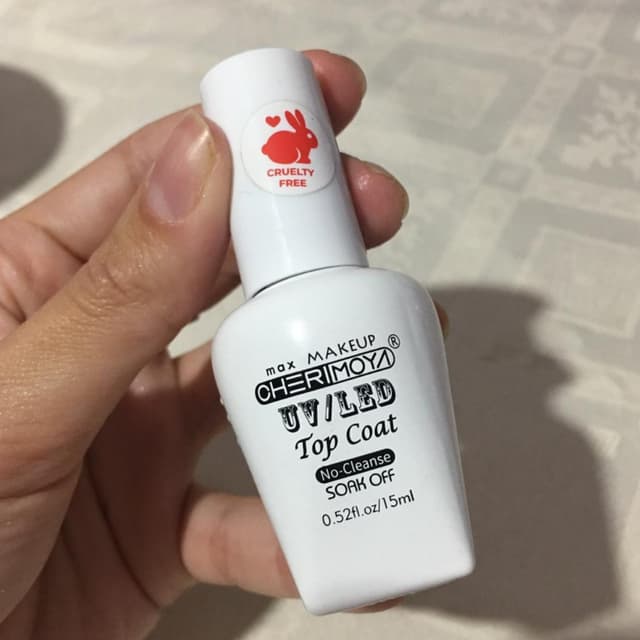 CRUELTY
FREE
max MAKEUP
CHERIMOYA®
UV/LED
Top Coat
No-Cleanse
SOAK OFF
0.52fl.oz/15ml